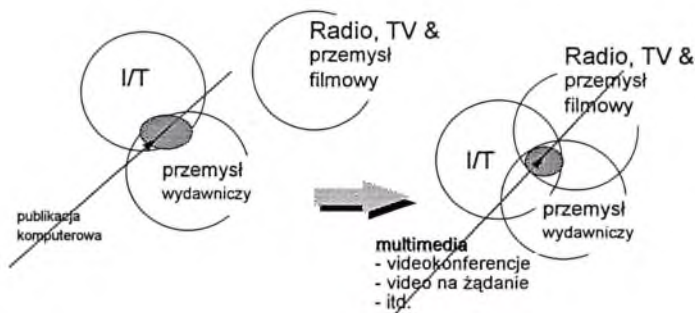 Radio, TV &
przemysł
filmowy
I/T
przemysł
wydawniczy
publikacja
komputerowa
Radio, TV &
przemysł
filmowy
I/T
przemysł
wydawniczy
multimedia
- videokonferencje
- video na żądanie
- itd.